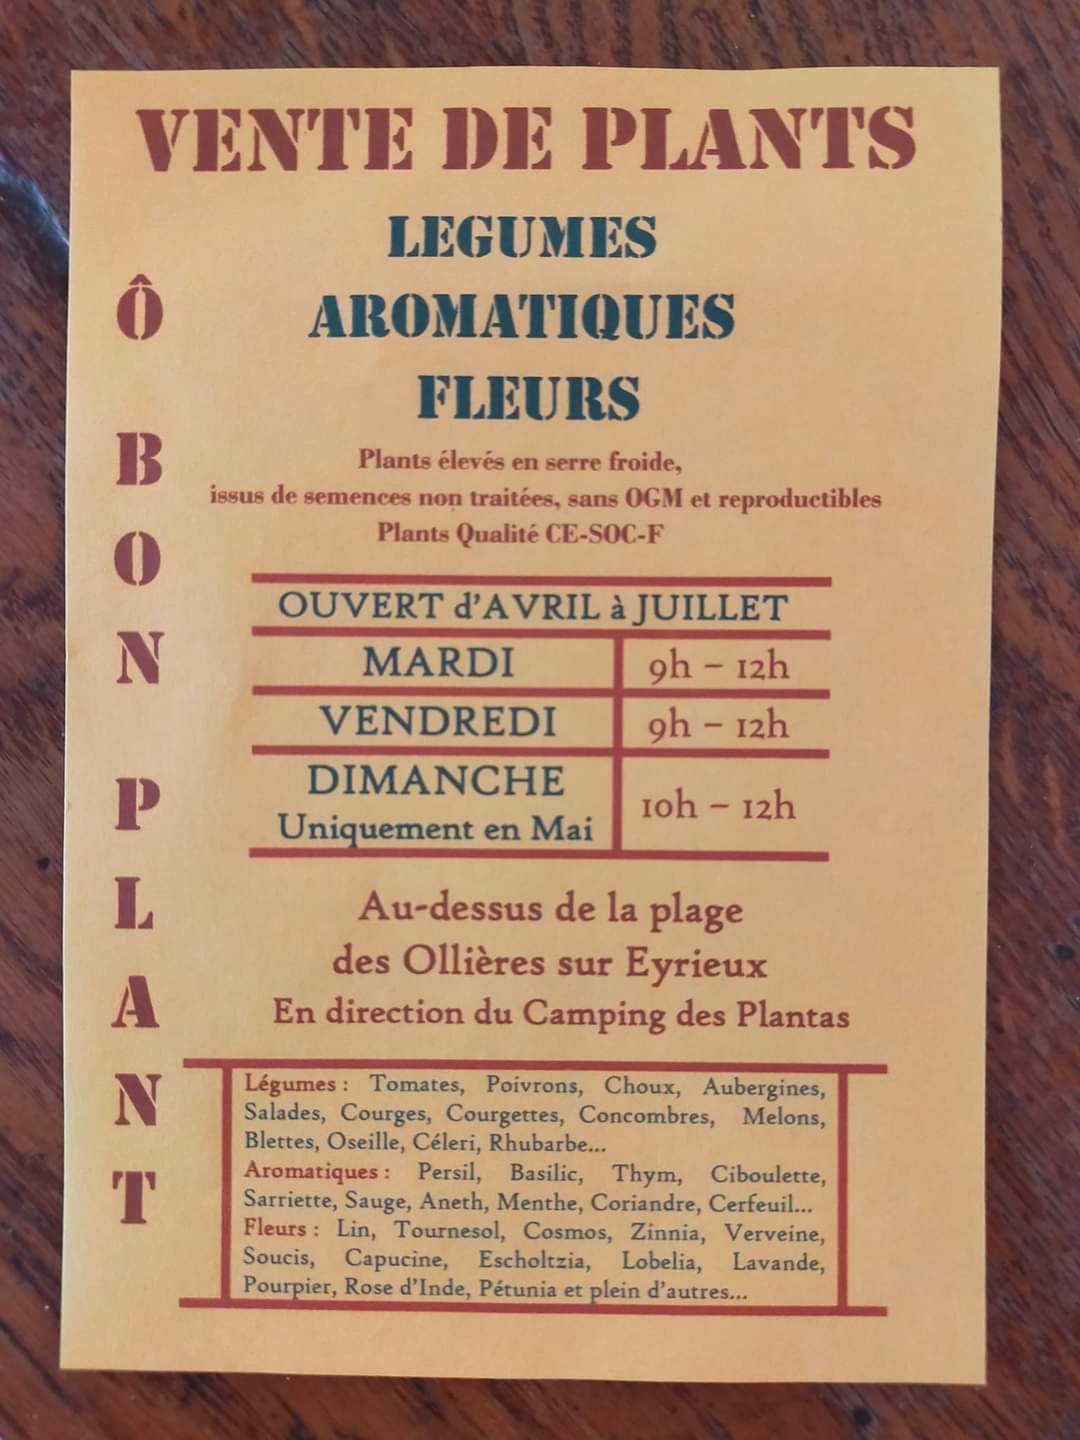 VENTE DE PLANTS
LEGUMES
AROMATIQUES
FLEURS
Ô BON PLANT
Plants élevés en serre froide,
issus de semences non traitées, sans OGM et reproductibles
Plants Qualité CE-SOC-F
OUVERT d'AVRIL à JUILLET
MARDI 9h – 12h
VENDREDI 9h – 12h
DIMANCHE
Uniquement en Mai
10h – 12h
Au-dessus de la plage
des Ollières sur Eyrieux
En direction du Camping des Plantas
Légumes : Tomates, Poivrons, Choux, Aubergines,
Salades, Courges, Courgettes, Concombres, Melons,
Blettes, Oseille, Céleri, Rhubarbe...
Aromatiques : Persil, Basilic, Thym, Ciboulette,
Sarriette, Sauge, Aneth, Menthe, Coriandre, Cerfeuil...
Fleurs : Lin, Tournesol, Cosmos, Zinnia, Verveine,
Soucis, Capucine, Escholtzia, Lobelia, Lavande,
Pourpier, Rose d'Inde, Pétunia et plein d'autres...